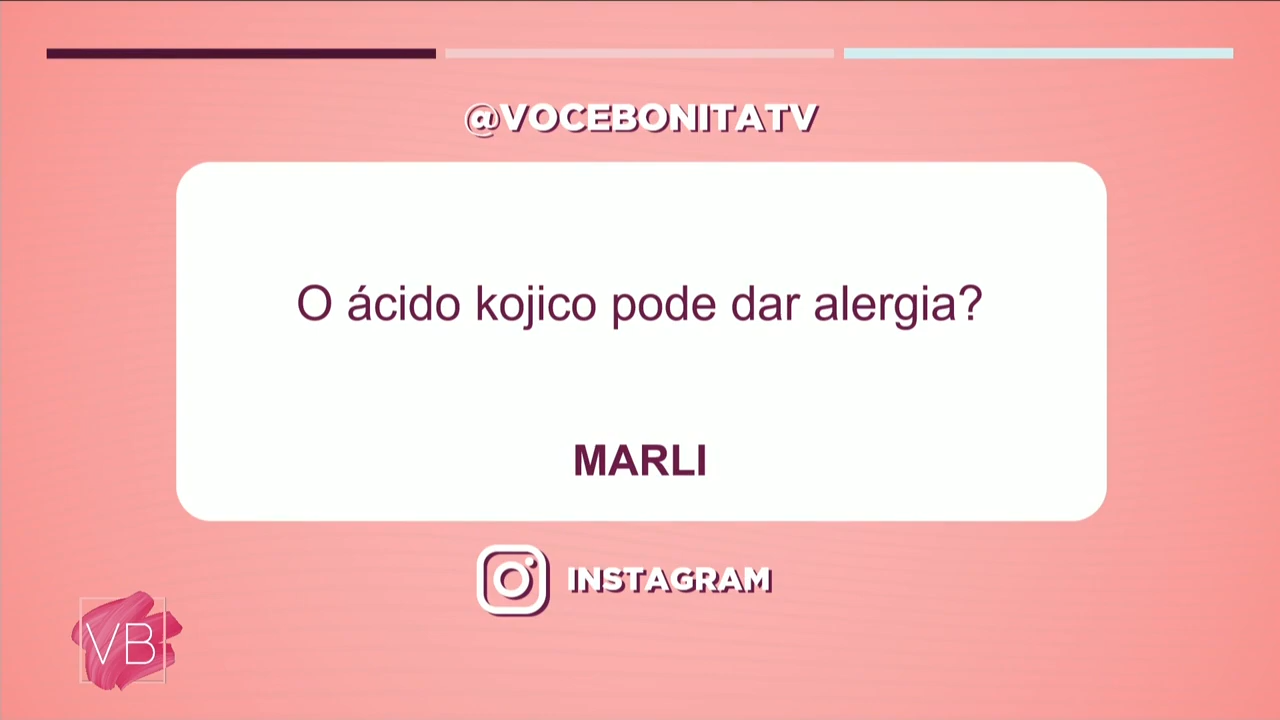 @VOCEBONITATV
O ácido kojico pode dar alergia?
MARLI
INSTAGRAM
VB